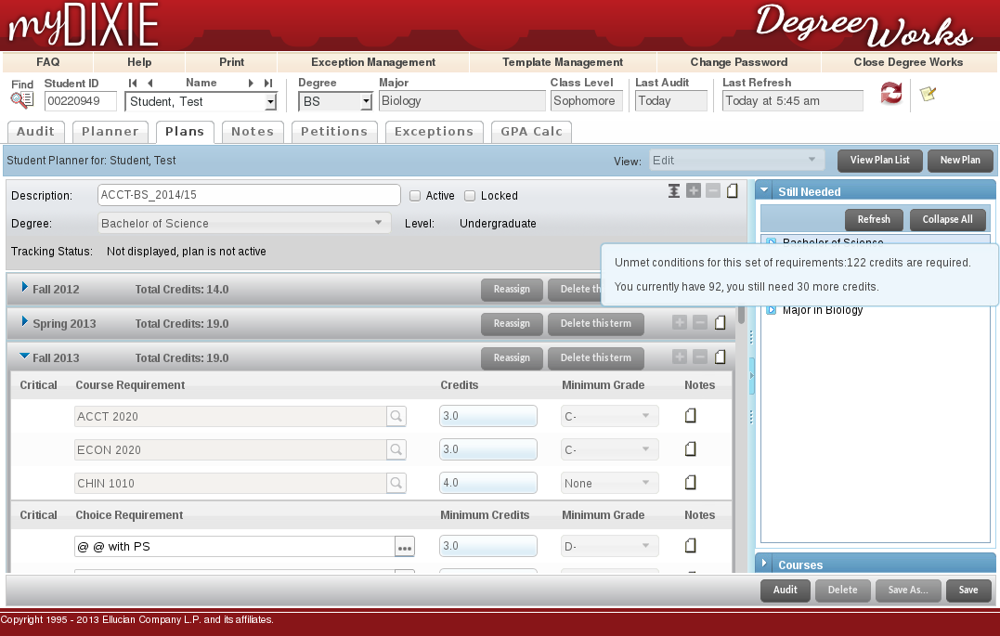 myDIXIE DegreeWorks
FAQ Help Print Exception Management Template Management Change Password Close Degree Works
Find Student ID Name Degree Major Class Level Last Audit Last Refresh
00220949 Student, Test BS Biology Sophomore Today Today at 5:45 am
Audit Planner Plans Notes Petitions Exceptions GPA Calc
Student Planner for: Student, Test View: Edit View Plan List New Plan
Description: ACCT-BS_2014/15 Active Locked
Degree: Bachelor of Science Level: Undergraduate
Tracking Status: Not displayed, plan is not active
Still Needed
Refresh Collapse All
Bachelor of Science
Unmet conditions for this set of requirements:122 credits are required.
You currently have 92, you still need 30 more credits.
Major in Biology
Fall 2012 Total Credits: 14.0 Reassign Delete th
Spring 2013 Total Credits: 19.0 Reassign Delete this term
Fall 2013 Total Credits: 19.0 Reassign Delete this term
Critical Course Requirement Credits Minimum Grade Notes
ACCT 2020 3.0 C-
ECON 2020 3.0 C-
CHIN 1010 4.0 None
Critical Choice Requirement Minimum Credits Minimum Grade Notes
@ @ with PS ... 3.0 D-
Courses
Audit Delete Save As... Save
Copyright 1995 - 2013 Ellucian Company L.P. and its affiliates.